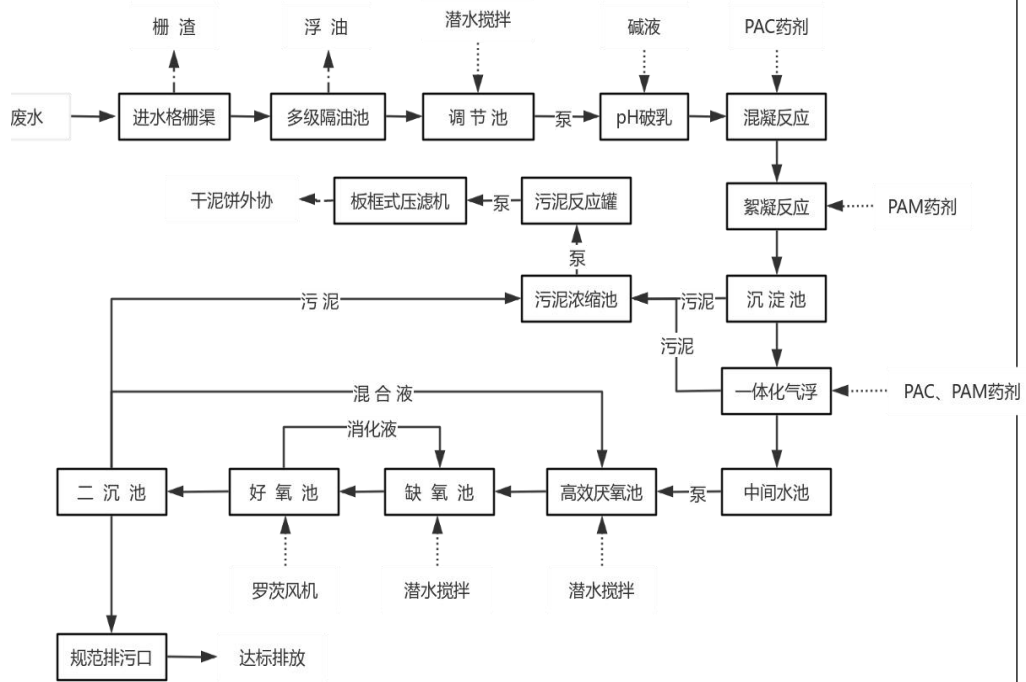 栅 渣
浮 油
潜水搅拌
碱液
PAC药剂
废水
进水格栅渠
多级隔油池
调 节 池
泵
pH破乳
混凝反应
干泥饼外协
板框式压滤机
泵
污泥反应罐
絮凝反应
PAM药剂
泵
污 泥
污泥浓缩池
污泥
沉 淀 池
污泥
混 合 液
一体化气浮
PAC、PAM药剂
消化液
二 沉 池
好 氧 池
缺 氧 池
高效厌氧池
泵
中间水池
罗茨风机
潜水搅拌
潜水搅拌
规范排污口
达标排放